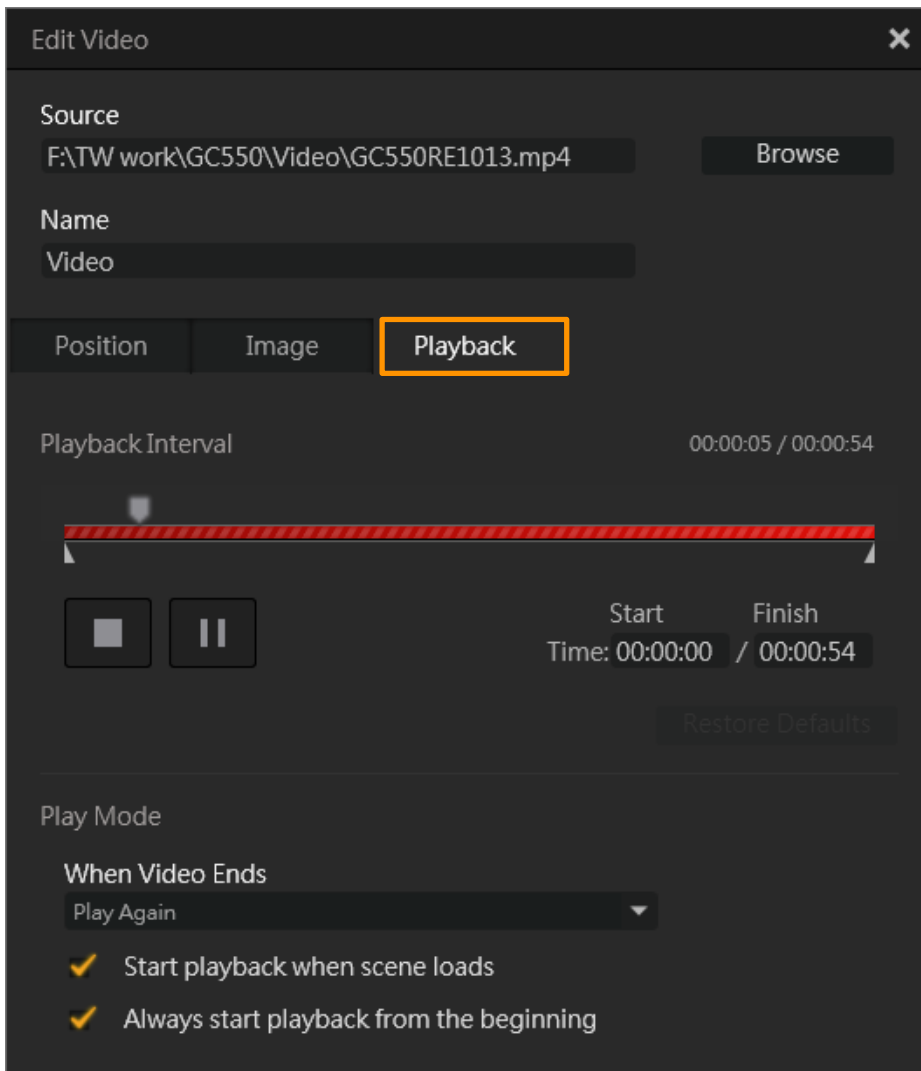 Edit Video
Source
F:\TW work\GC550\Video\GC550RE1013.mp4
Browse
Name
Video
Position Image Playback
Playback Interval 00:00:05 / 00:00:54
Start Finish
Time: 00:00:00 / 00:00:54
Restore Defaults
Play Mode
When Video Ends
Play Again
Start playback when scene loads
Always start playback from the beginning